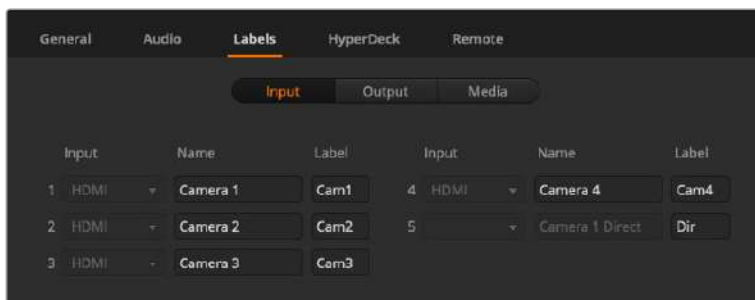 General Audio Labels HyperDeck Remote
Input Output Media
Input Name Label Input Name Label
1 HDMI Camera 1 Cam1 4 HDMI Camera 4 Cam4
2 HDMI Camera 2 Cam2 5 Camera 1 Direct Dir
3 HDMI Camera 3 Cam3